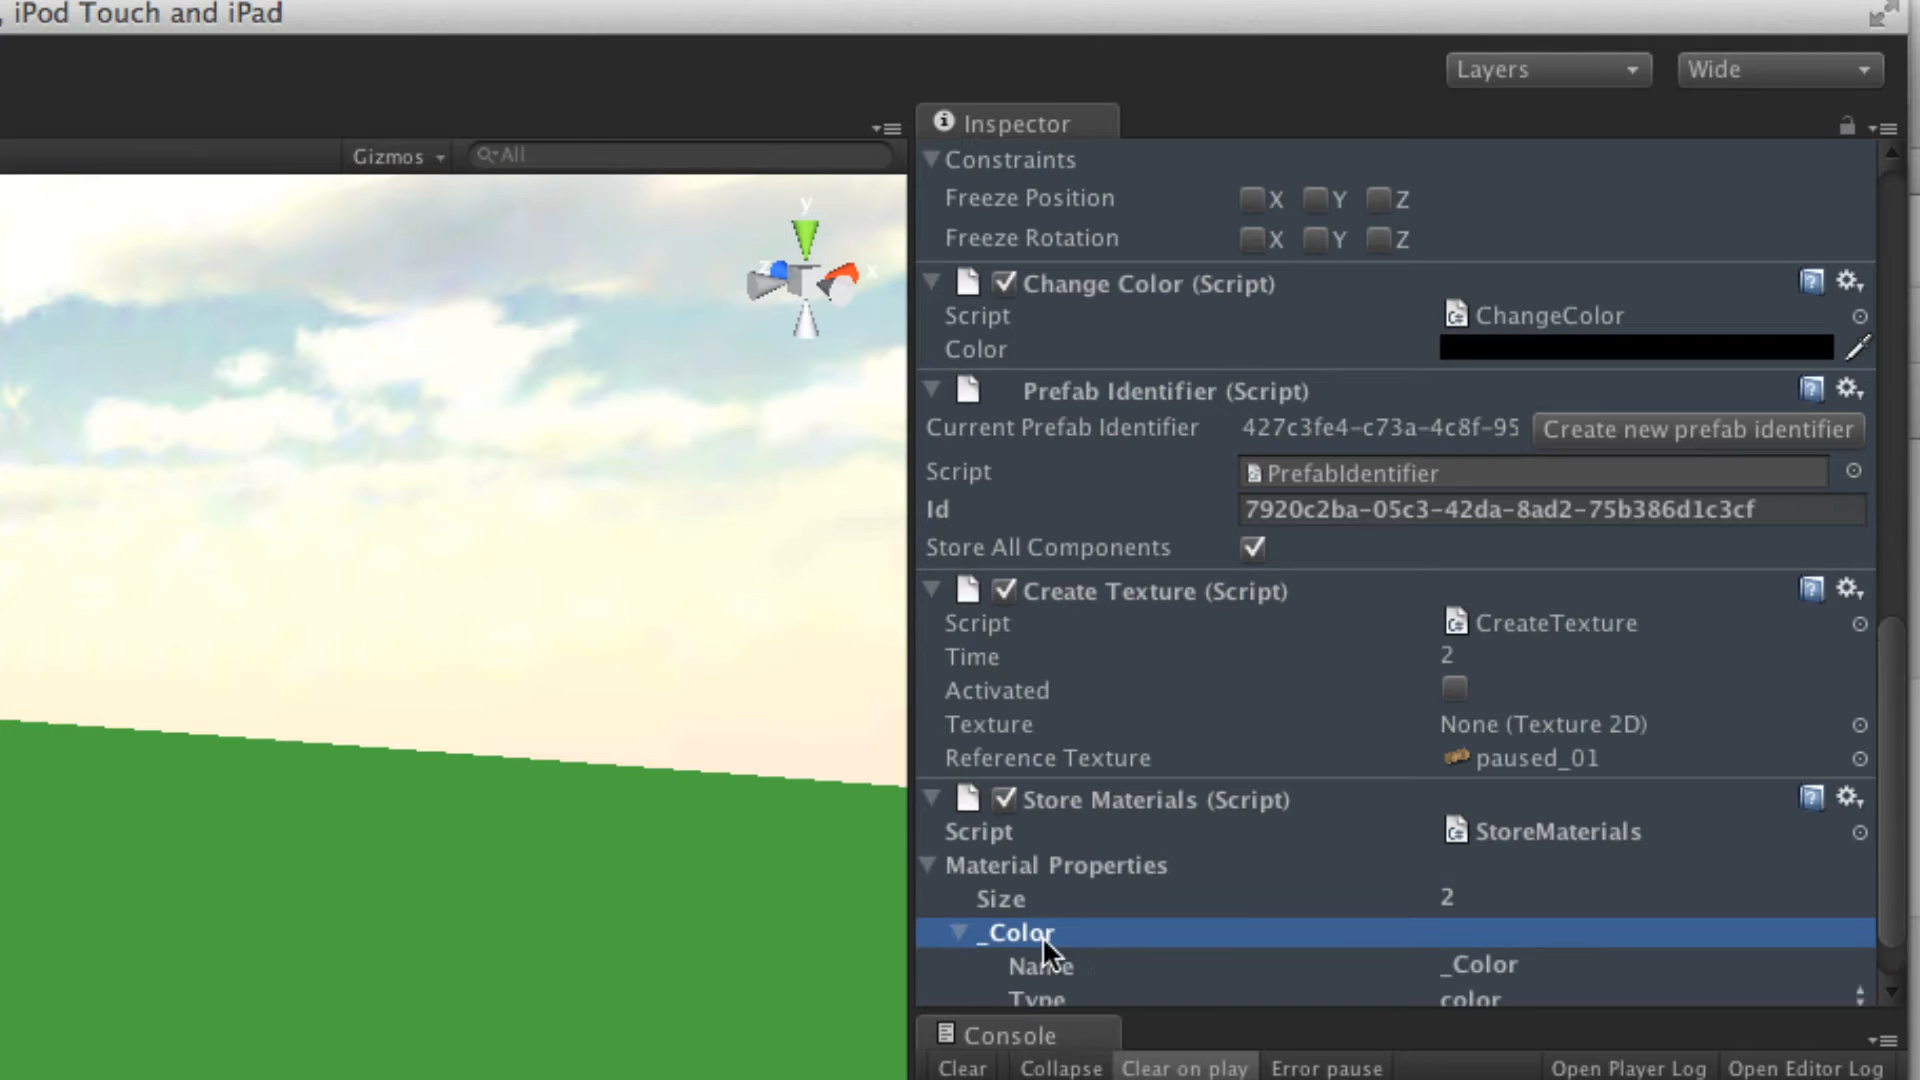 , iPod Touch and iPad
Layers Wide
Inspector
Gizmos All
Constraints
Freeze Position X Y Z
Freeze Rotation X Y Z
y
z x
Change Color (Script)
Script ChangeColor
Color
Prefab Identifier (Script)
Current Prefab Identifier 427c3fe4-c73a-4c8f-95 Create new prefab identifier
Script PrefabIdentifier
Id 7920c2ba-05c3-42da-8ad2-75b386d1c3cf
Store All Components
Create Texture (Script)
Script CreateTexture
Time 2
Activated
Texture None (Texture 2D)
Reference Texture paused_01
Store Materials (Script)
Script StoreMaterials
Material Properties
Size 2
_Color
Name _Color
Type color
Console
Clear Collapse Clear on play Error pause Open Player Log Open Editor Log